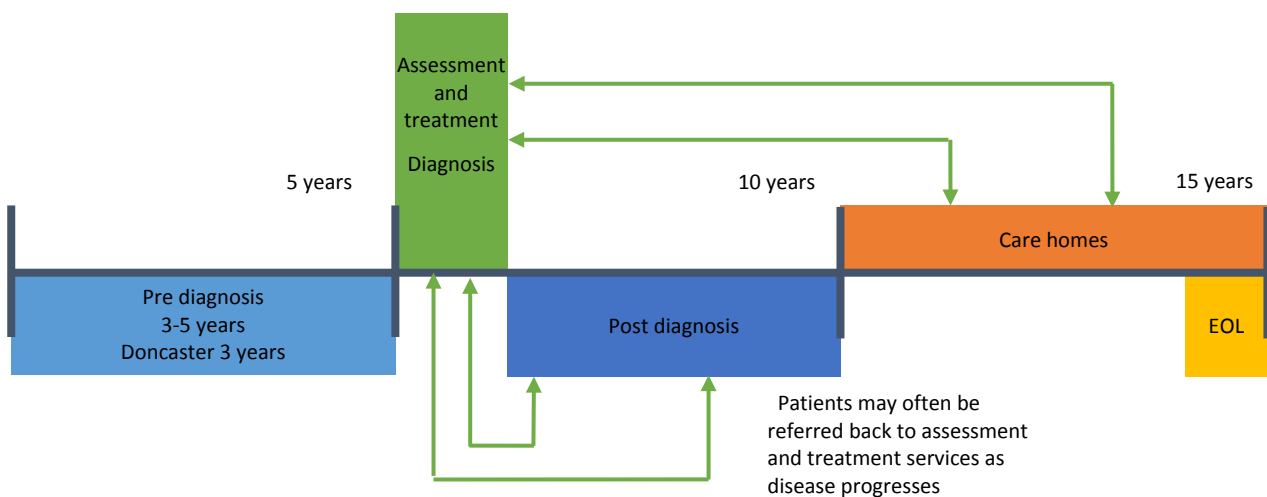 Assessment
and
treatment
Diagnosis
5 years
10 years
15 years
Care homes
Pre diagnosis
3-5 years
Doncaster 3 years
Post diagnosis
EOL
Patients may often be
referred back to assessment
and treatment services as
disease progresses